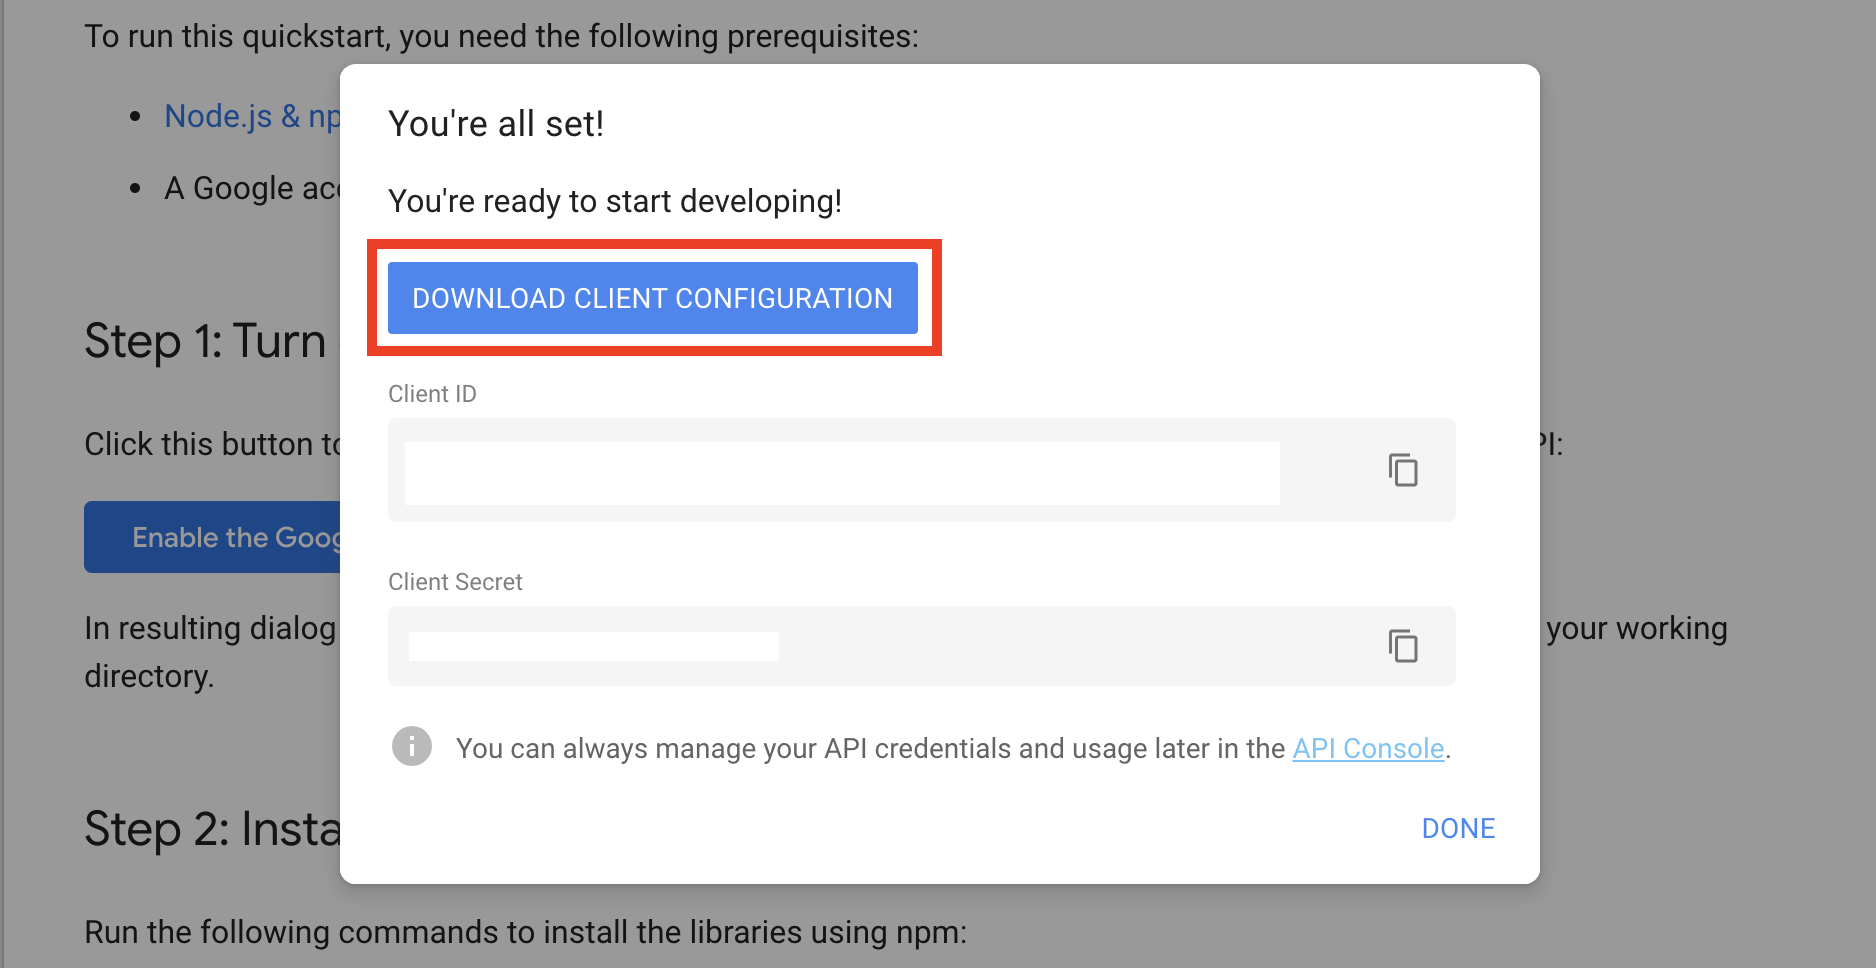 To run this quickstart, you need the following prerequisites:
Node.js & np
A Google acc
You're all set!
You're ready to start developing!
DOWNLOAD CLIENT CONFIGURATION
Step 1: Turn
Client ID
Click this button to
PI:
Enable the Goog
Client Secret
In resulting dialog
your working
directory.
You can always manage your API credentials and usage later in the API Console.
DONE
Step 2: Insta
Run the following commands to install the libraries using npm: